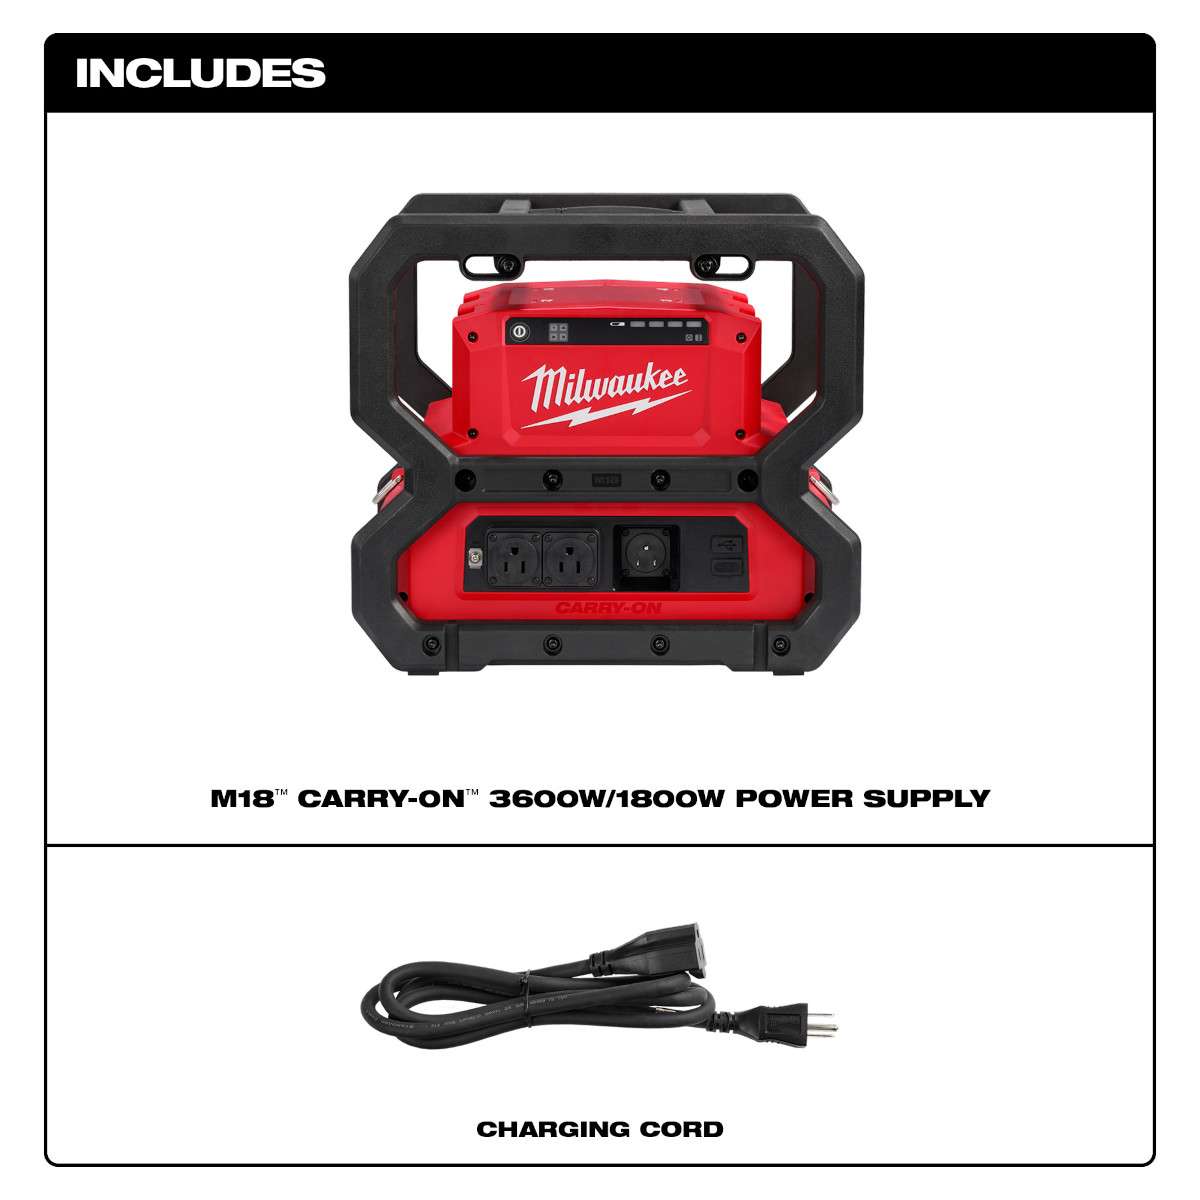 INCLUDES
Milwaukee
M18
CARRY-ON
M18™ CARRY-ON™ 3600W/1800W POWER SUPPLY
CHARGING CORD